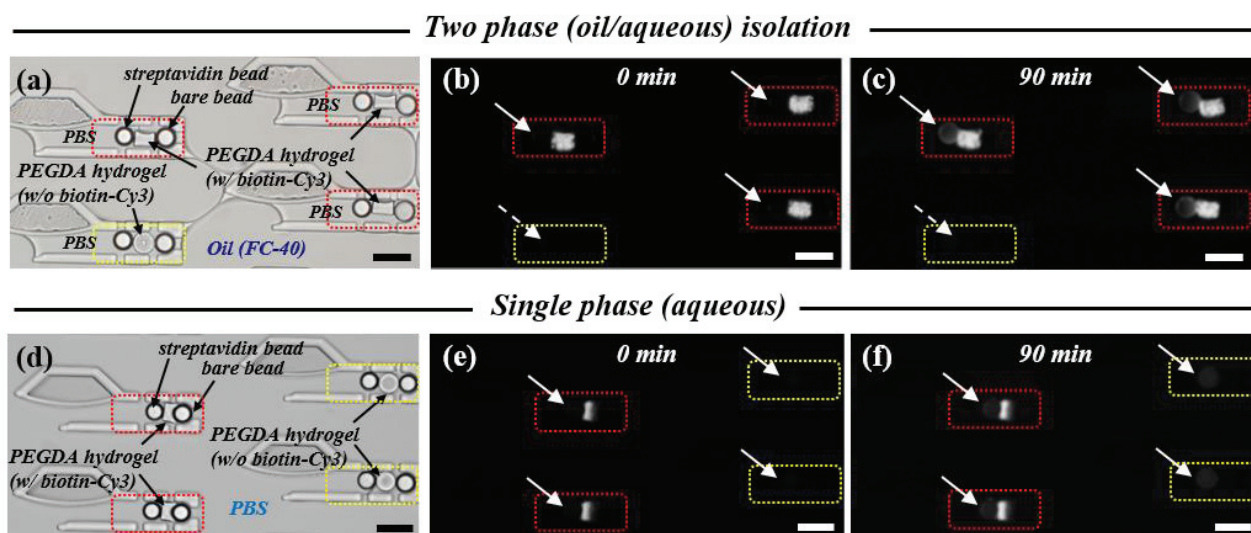 Two phase (oil/aqueous) isolation
(a)
streptavidin bead
bare bead
PBS
PBS
PEGDA hydrogel
(w/o biotin-Cy3)
PEGDA hydrogel
(w/ biotin-Cy3)
PBS
PBS
Oil (FC-40)
(b)
0 min
(c)
90 min
Single phase (aqueous)
(d)
streptavidin bead
bare bead
PEGDA hydrogel
(w/ biotin-Cy3)
PEGDA hydrogel
(w/o biotin-Cy3)
PBS
(e)
0 min
(f)
90 min